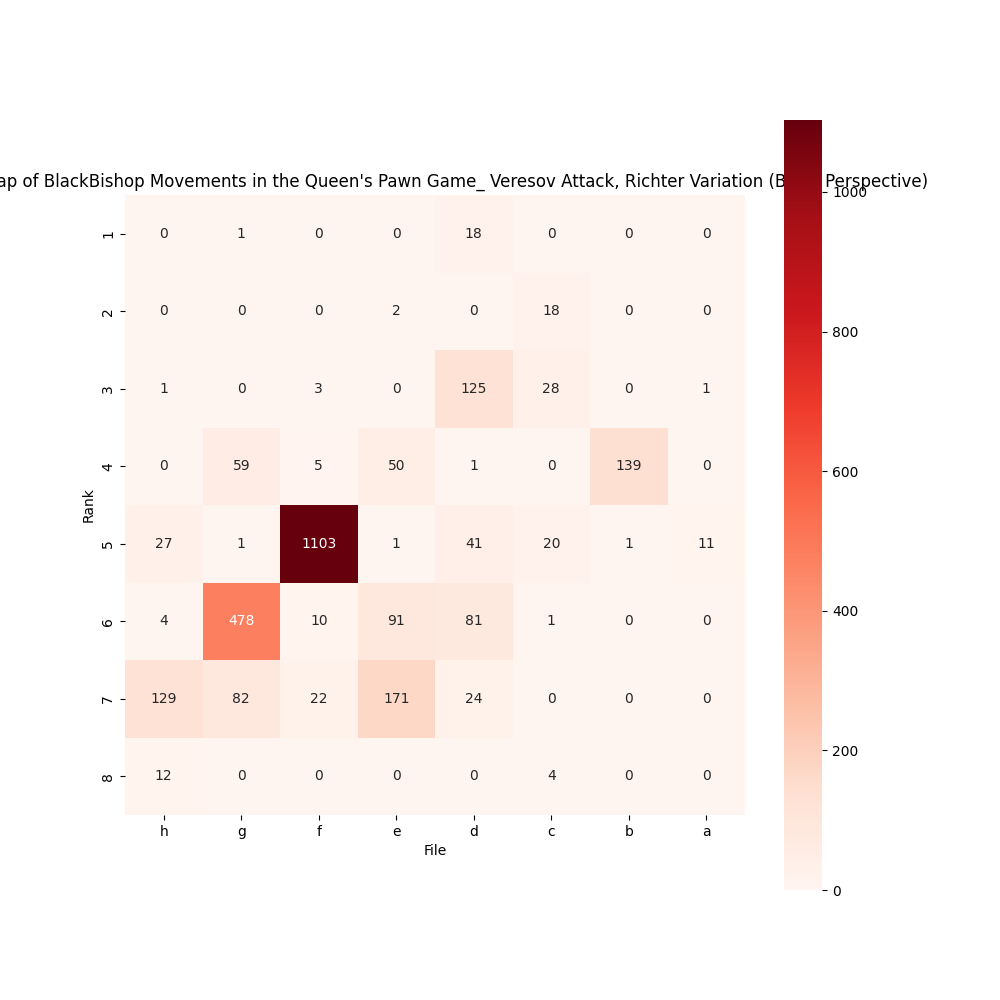 ap of BlackBishop Movements in the Queen's Pawn Game_ Veresov Attack, Richter Variation (B Perspective)
1000
800
600
400
200
0
Rank
1 0 1 0 0 18 0 0 0
2 0 0 0 2 0 18 0 0
3 1 0 3 0 125 28 0 1
4 0 59 5 50 1 0 139 0
5 27 1 1103 1 41 20 1 11
6 4 478 10 91 81 1 0 0
7 129 82 22 171 24 0 0 0
8 12 0 0 0 0 4 0 0
h g f e d c b a
File